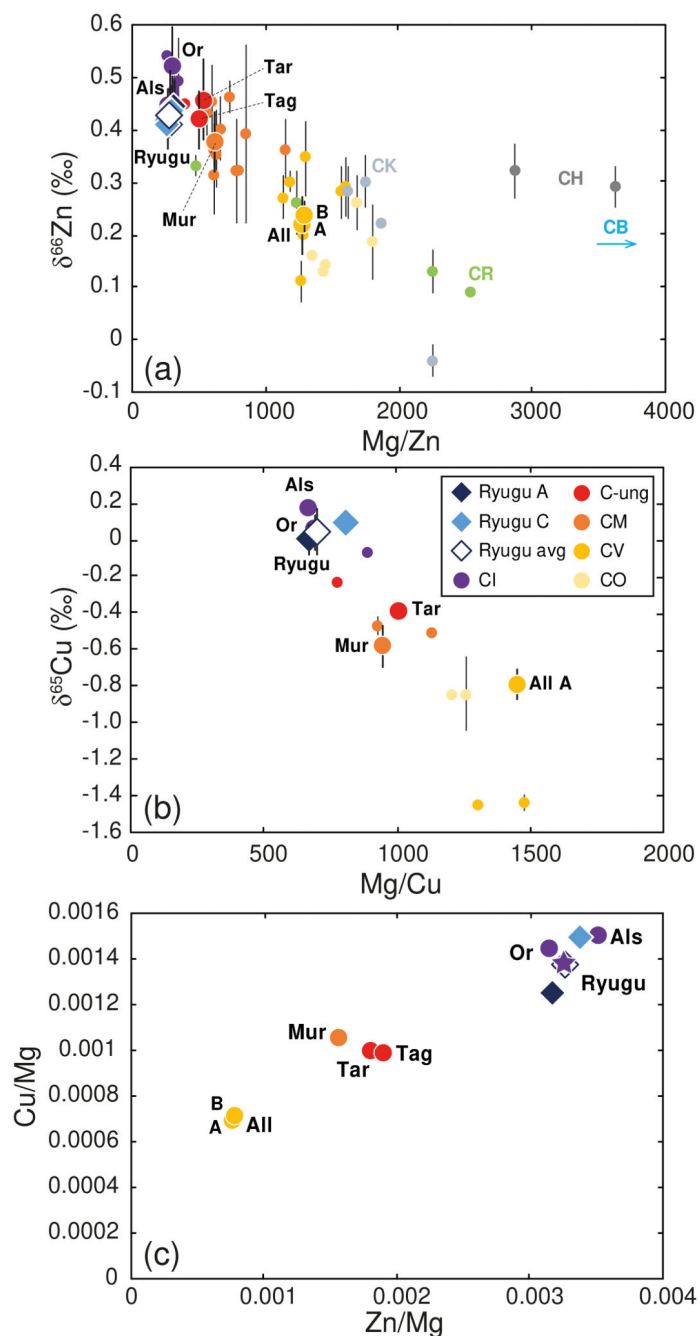 0.6
0.5
0.4
0.3
0.2
0.1
0
-0.1
δ⁶⁶Zn (‰)
Or
Als
Tar
Tag
Ryugu
Mur
CK
CH
B
A
All
CB
CR
(a)
0
1000
2000
3000
4000
Mg/Zn
0.4
0.2
0
-0.2
-0.4
-0.6
-0.8
-1.0
-1.2
-1.4
-1.6
δ⁶⁵Cu (‰)
Als
Or
Ryugu
Tar
Mur
All A
Ryugu A
C-ung
Ryugu C
CM
Ryugu avg
CV
CI
CO
(b)
0
500
1000
1500
2000
Mg/Cu
0.0016
0.0014
0.0012
0.001
0.0008
0.0006
0.0004
0.0002
0
Cu/Mg
Or
Als
Ryugu
Mur
Tar
Tag
B
A
All
(c)
0
0.001
0.002
0.003
0.004
Zn/Mg